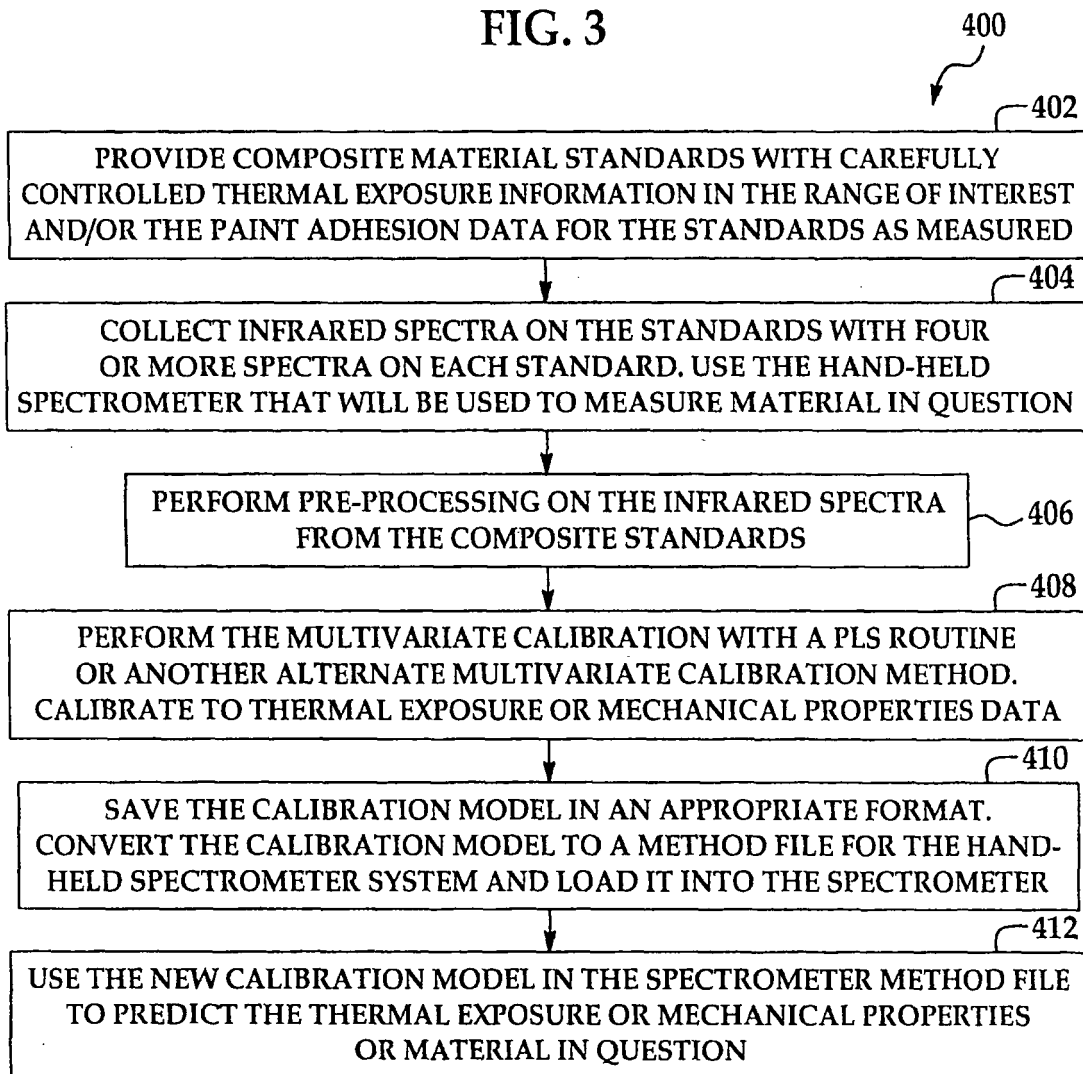 FIG. 3
400
402
PROVIDE COMPOSITE MATERIAL STANDARDS WITH CAREFULLY
CONTROLLED THERMAL EXPOSURE INFORMATION IN THE RANGE OF INTEREST
AND/OR THE PAINT ADHESION DATA FOR THE STANDARDS AS MEASURED
404
COLLECT INFRARED SPECTRA ON THE STANDARDS WITH FOUR
OR MORE SPECTRA ON EACH STANDARD. USE THE HAND-HELD
SPECTROMETER THAT WILL BE USED TO MEASURE MATERIAL IN QUESTION
PERFORM PRE-PROCESSING ON THE INFRARED SPECTRA
FROM THE COMPOSITE STANDARDS
406
408
PERFORM THE MULTIVARIATE CALIBRATION WITH A PLS ROUTINE
OR ANOTHER ALTERNATE MULTIVARIATE CALIBRATION METHOD.
CALIBRATE TO THERMAL EXPOSURE OR MECHANICAL PROPERTIES DATA
410
SAVE THE CALIBRATION MODEL IN AN APPROPRIATE FORMAT.
CONVERT THE CALIBRATION MODEL TO A METHOD FILE FOR THE HAND-
HELD SPECTROMETER SYSTEM AND LOAD IT INTO THE SPECTROMETER
412
USE THE NEW CALIBRATION MODEL IN THE SPECTROMETER METHOD FILE
TO PREDICT THE THERMAL EXPOSURE OR MECHANICAL PROPERTIES
OR MATERIAL IN QUESTION